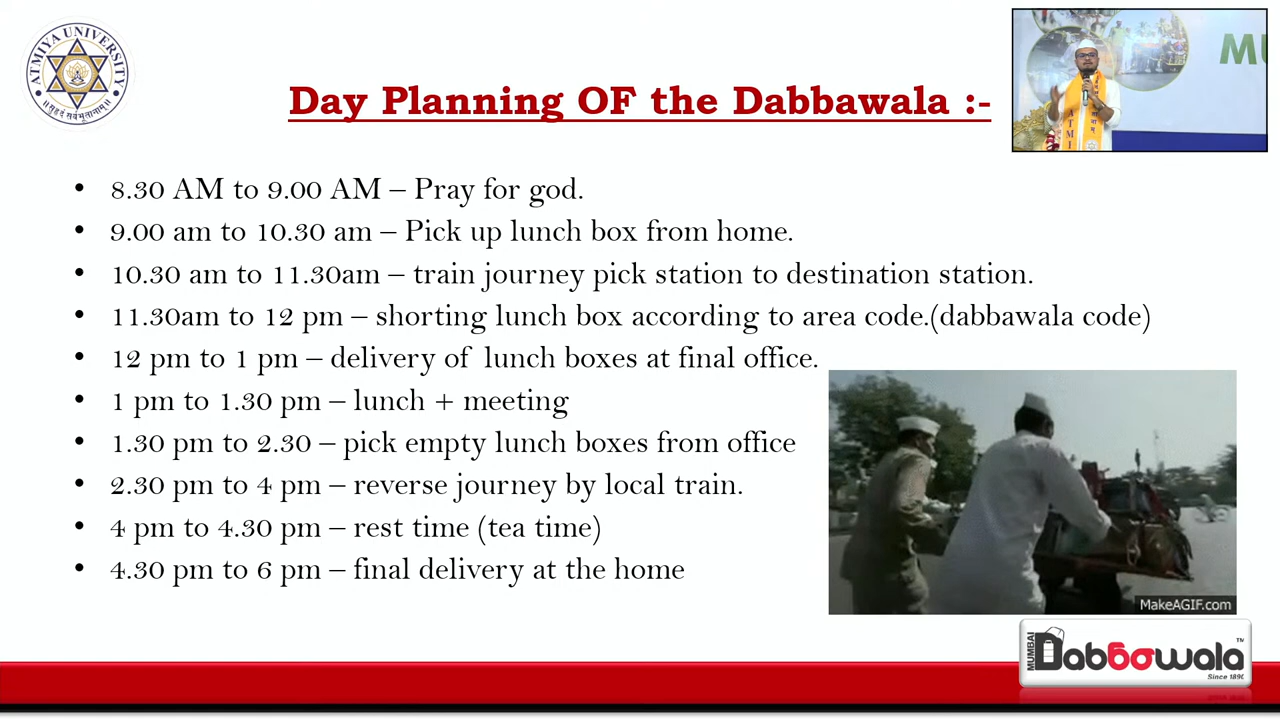 ATMIYA UNIVERSITY
।। सुहृदं सर्वभूतानाम् ।।
MU
ATMI
Day Planning OF the Dabbawala :-
• 8.30 AM to 9.00 AM – Pray for god.
• 9.00 am to 10.30 am – Pick up lunch box from home.
• 10.30 am to 11.30am – train journey pick station to destination station.
• 11.30am to 12 pm – shorting lunch box according to area code.(dabbawala code)
• 12 pm to 1 pm – delivery of lunch boxes at final office.
• 1 pm to 1.30 pm – lunch + meeting
• 1.30 pm to 2.30 – pick empty lunch boxes from office
• 2.30 pm to 4 pm – reverse journey by local train.
• 4 pm to 4.30 pm – rest time (tea time)
• 4.30 pm to 6 pm – final delivery at the home
MakeAGIF.com
MUMBAI Dabbawala ™
Since 1890